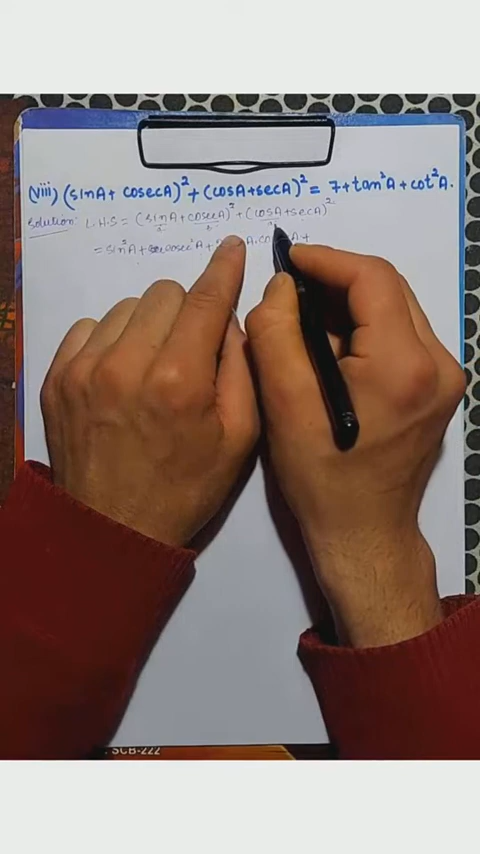 (viii) (sinA + cosecA)² + (cosA + secA)² = 7 + tan²A + cot²A.
Solution: L.H.S = (sinA + cosecA)² + (cosA + secA)²
= sin²A + cosec²A + A. co A +
SCB-222